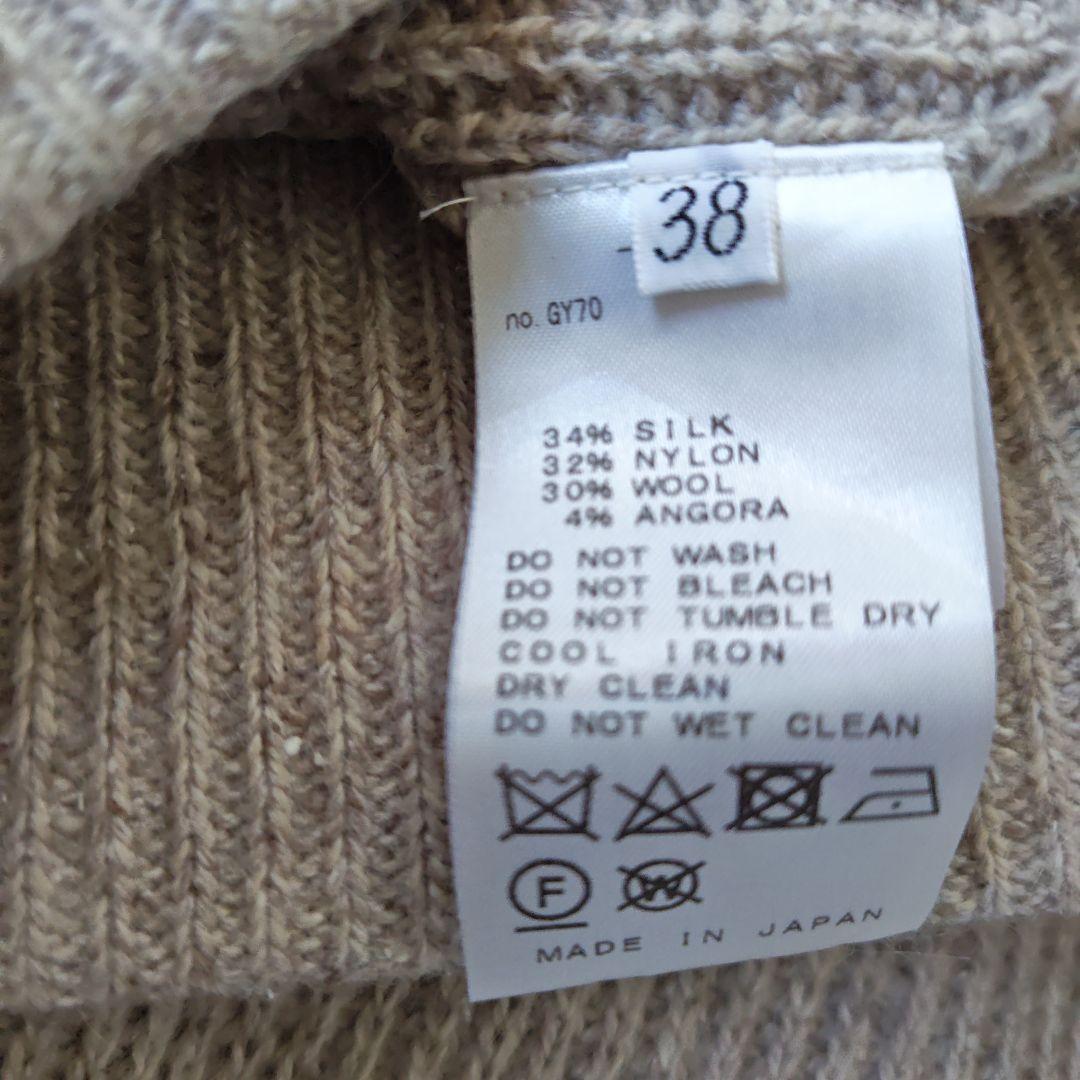 38
no. GY70
34% SILK
32% NYLON
30% WOOL
4% ANGORA
DO NOT WASH
DO NOT BLEACH
DO NOT TUMBLE DRY
COOL IRON
DRY CLEAN
DO NOT WET CLEAN
F W
MADE IN JAPAN